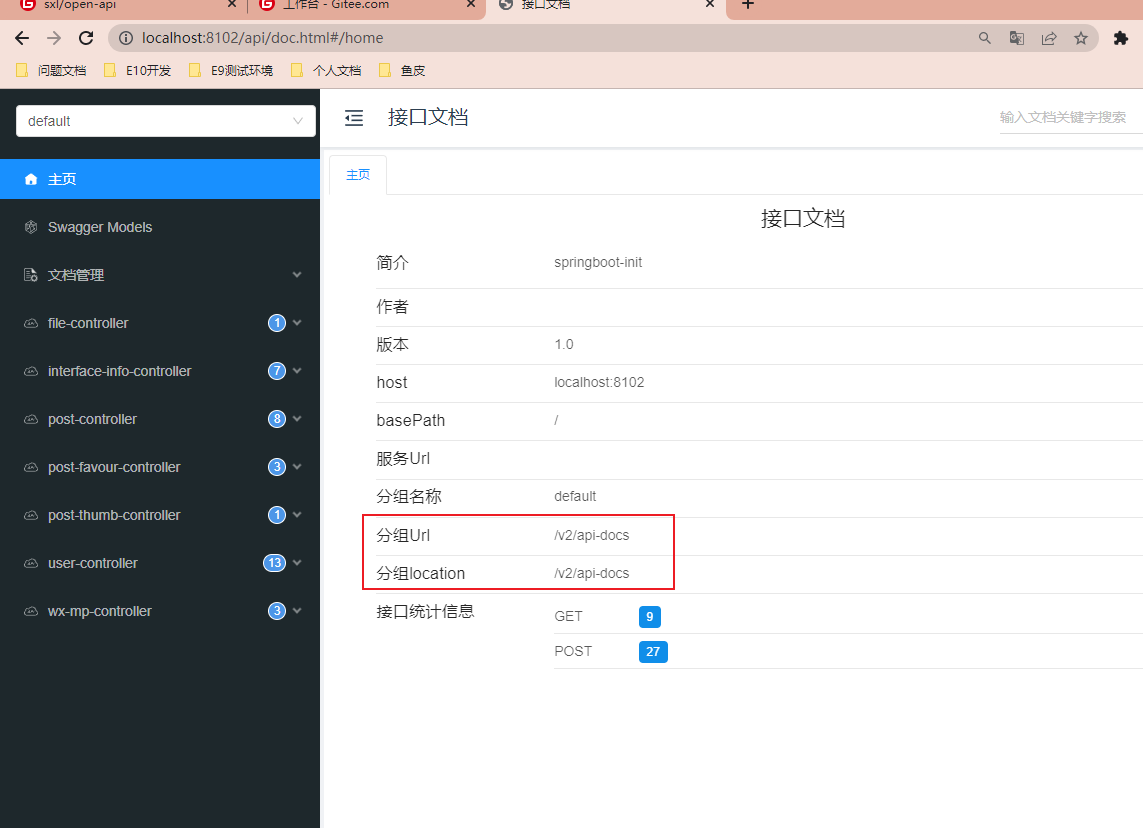 sxl/open-api
工作台 - Gitee.com
接口文档
localhost:8102/api/doc.html#/home
问题文档
E10开发
E9测试环境
个人文档
鱼皮
default
接口文档
输入文档关键字搜索
主页
主页
Swagger Models
文档管理
file-controller 1
interface-info-controller 7
post-controller 8
post-favour-controller 3
post-thumb-controller 1
user-controller 13
wx-mp-controller 3
接口文档
简介 springboot-init
作者
版本 1.0
host localhost:8102
basePath /
服务Url
分组名称 default
分组Url /v2/api-docs
分组location /v2/api-docs
接口统计信息 GET 9
POST 27